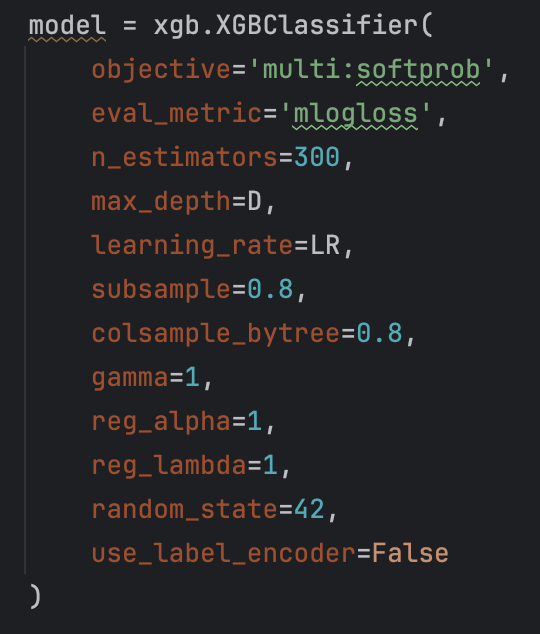 model = xgb.XGBClassifier(
    objective='multi:softprob',
    eval_metric='mlogloss',
    n_estimators=300,
    max_depth=D,
    learning_rate=LR,
    subsample=0.8,
    colsample_bytree=0.8,
    gamma=1,
    reg_alpha=1,
    reg_lambda=1,
    random_state=42,
    use_label_encoder=False
)